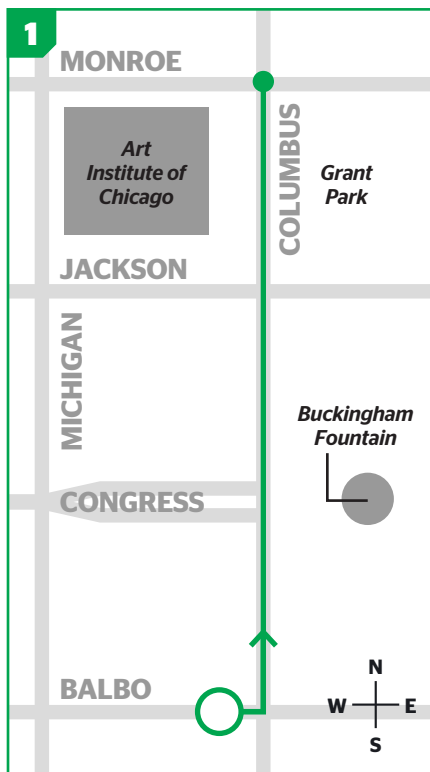 1
MONROE
Art
Institute of
Chicago
COLUMBUS
Grant
Park
JACKSON
MICHIGAN
Buckingham
Fountain
CONGRESS
BALBO
N
W E
S